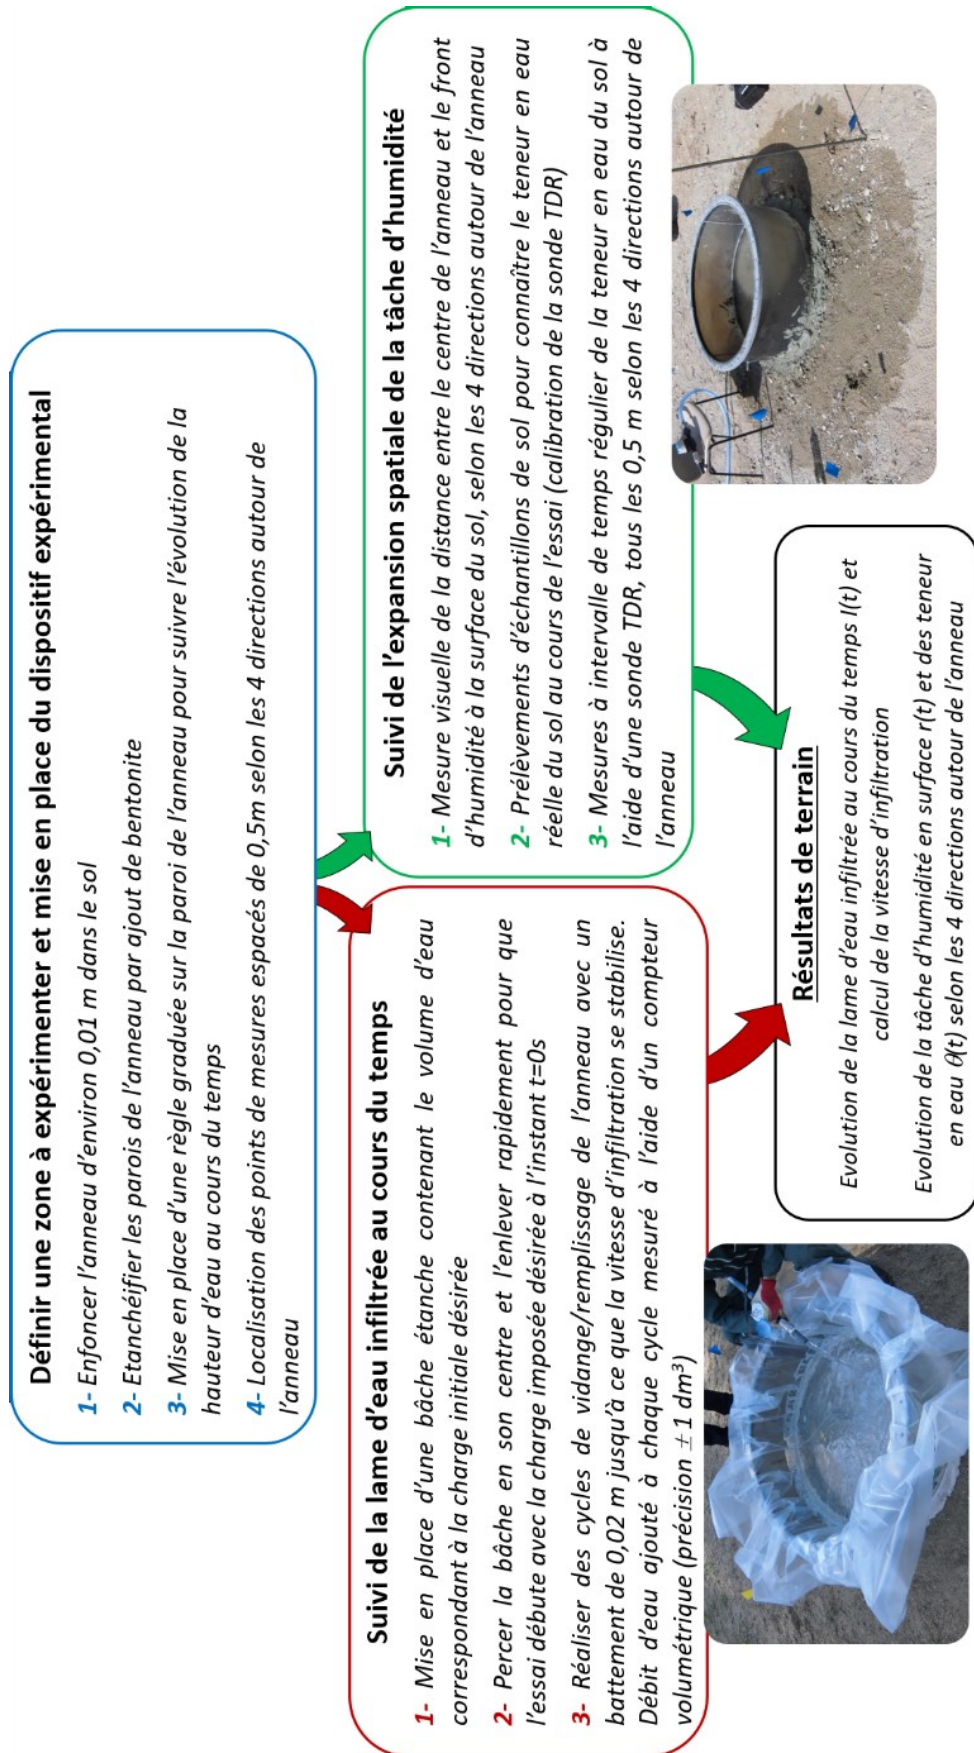 Définir une zone à expérimenter et mise en place du dispositif expérimental
1- Enfoncer l'anneau d'environ 0,01 m dans le sol
2- Etanchéifier les parois de l'anneau par ajout de bentonite
3- Mise en place d'une règle graduée sur la paroi de l'anneau pour suivre l'évolution de la
hauteur d'eau au cours du temps
4- Localisation des points de mesures espacés de 0,5m selon les 4 directions autour de
l'anneau
Suivi de la lame d'eau infiltrée au cours du temps
1- Mise en place d'une bâche étanche contenant le volume d'eau
correspondant à la charge initiale désirée
2- Percer la bâche en son centre et l'enlever rapidement pour que
l'essai débute avec la charge imposée désirée à l'instant t=0s
3- Réaliser des cycles de vidange/remplissage de l'anneau avec un
battement de 0,02 m jusqu'à ce que la vitesse d'infiltration se stabilise.
Débit d'eau ajouté à chaque cycle mesuré à l'aide d'un compteur
volumétrique (précision ± 1 dm³)
Suivi de l'expansion spatiale de la tâche d'humidité
1- Mesure visuelle de la distance entre le centre de l'anneau et le front
d'humidité à la surface du sol, selon les 4 directions autour de l'anneau
2- Prélèvements d'échantillons de sol pour connaître le teneur en eau
réelle du sol au cours de l'essai (calibration de la sonde TDR)
3- Mesures à intervalle de temps régulier de la teneur en eau du sol à
l'aide d'une sonde TDR, tous les 0,5 m selon les 4 directions autour de
l'anneau
Résultats de terrain
Evolution de la lame d'eau infiltrée au cours du temps I(t) et
calcul de la vitesse d'infiltration
Evolution de la tâche d'humidité en surface r(t) et des teneur
en eau θ(t) selon les 4 directions autour de l'anneau